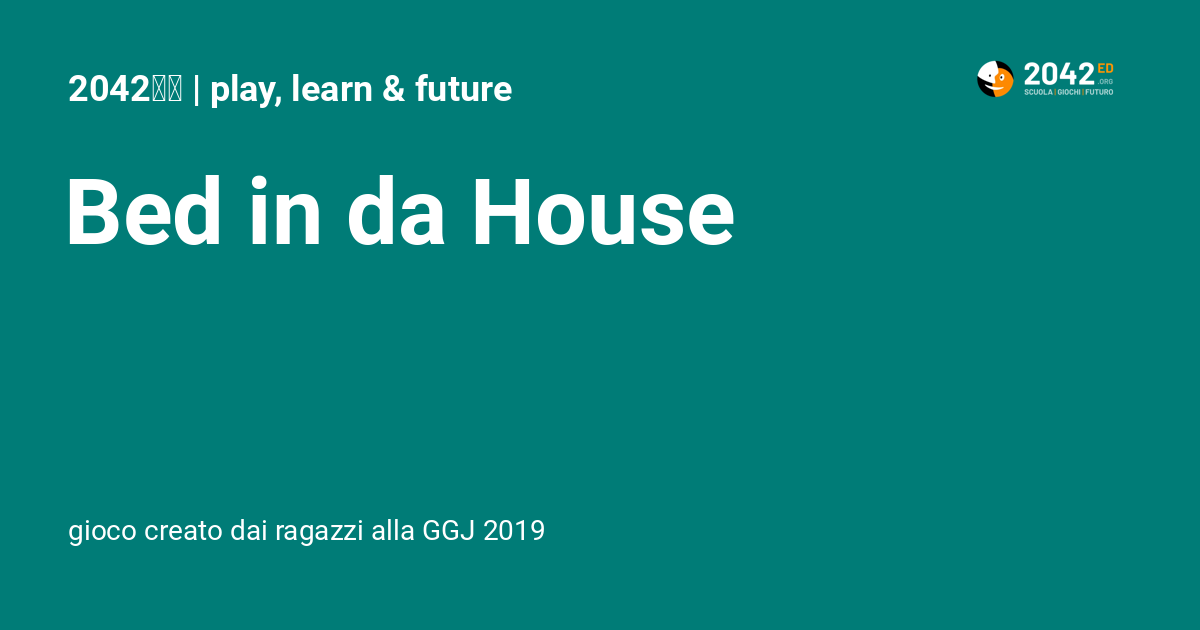 2042 | play, learn & future
2042 ED
.ORG
SCUOLA | GIOCHI | FUTURO
Bed in da House
gioco creato dai ragazzi alla GGJ 2019